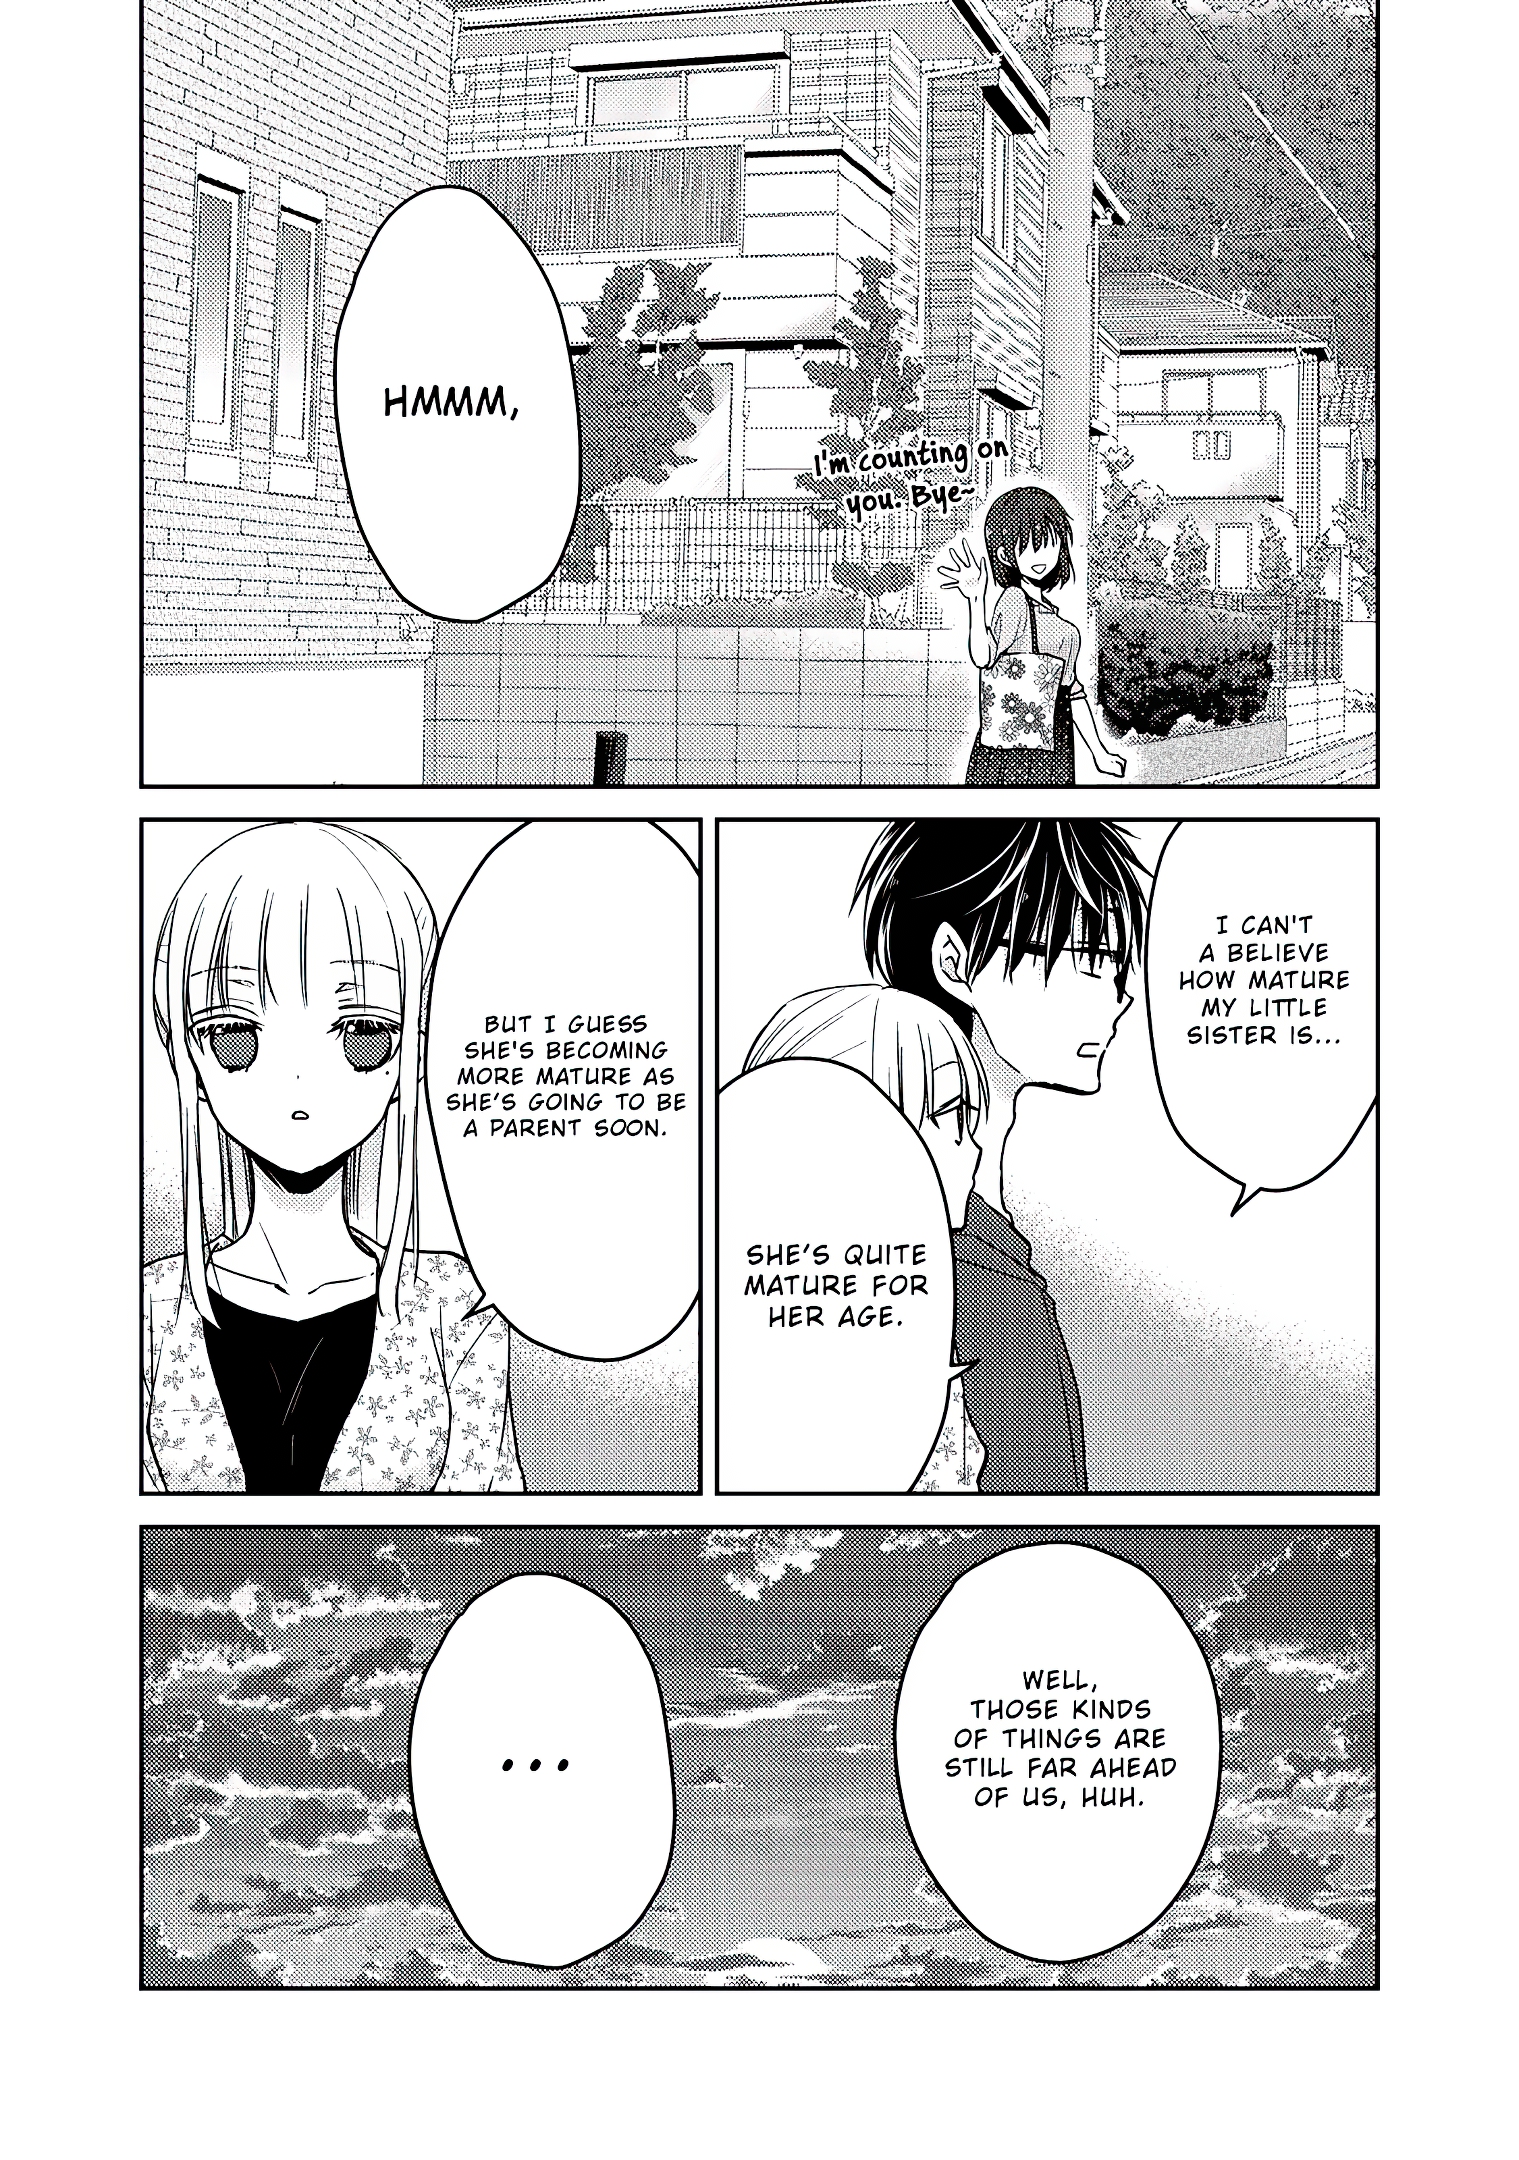 I'm counting on
you. Bye~
HMMM,
I CAN'T
A BELIEVE
HOW MATURE
MY LITTLE
SISTER IS...
SHE'S QUITE
MATURE FOR
HER AGE.
BUT I GUESS
SHE'S BECOMING
MORE MATURE AS
SHE'S GOING TO BE
A PARENT SOON.
WELL,
THOSE KINDS
OF THINGS ARE
STILL FAR AHEAD
OF US, HUH.
...